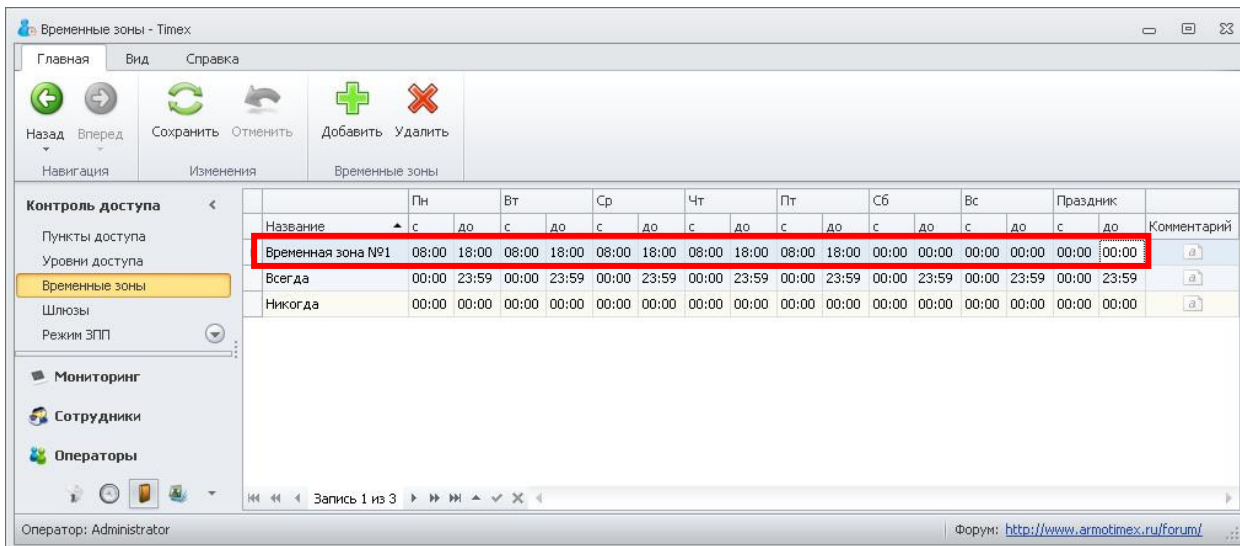 Временные зоны - Timex
Главная Вид Справка
Назад Вперед Сохранить Отменить Добавить Удалить
Навигация Изменения Временные зоны
Контроль доступа
Пункты доступа
Уровни доступа
Временные зоны
Шлюзы
Режим ЗПП
Мониторинг
Сотрудники
Операторы
Пн Вт Ср Чт Пт Сб Вс Праздник
Название с до с до с до с до с до с до с до с до Комментарий
Временная зона №1 08:00 18:00 08:00 18:00 08:00 18:00 08:00 18:00 08:00 18:00 00:00 00:00 00:00 00:00 00:00 00:00 a
Всегда 00:00 23:59 00:00 23:59 00:00 23:59 00:00 23:59 00:00 23:59 00:00 23:59 00:00 23:59 00:00 23:59 a
Никогда 00:00 00:00 00:00 00:00 00:00 00:00 00:00 00:00 00:00 00:00 00:00 00:00 00:00 00:00 00:00 00:00 a
Запись 1 из 3
Оператор: Administrator
Форум: http://www.armotimex.ru/forum/